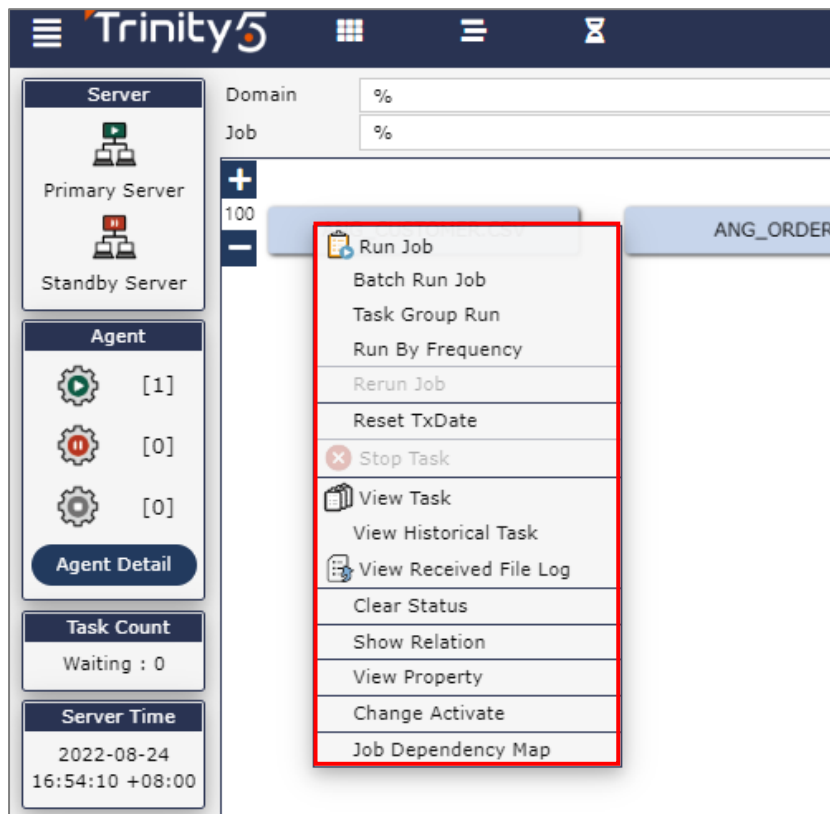 Trinity5
Server
Primary Server
Standby Server
Agent
[1]
[0]
[0]
Agent Detail
Task Count
Waiting : 0
Server Time
2022-08-24
16:54:10 +08:00
Domain %
Job %
100
ANG_ORDER
Run Job
Batch Run Job
Task Group Run
Run By Frequency
Rerun Job
Reset TxDate
Stop Task
View Task
View Historical Task
View Received File Log
Clear Status
Show Relation
View Property
Change Activate
Job Dependency Map